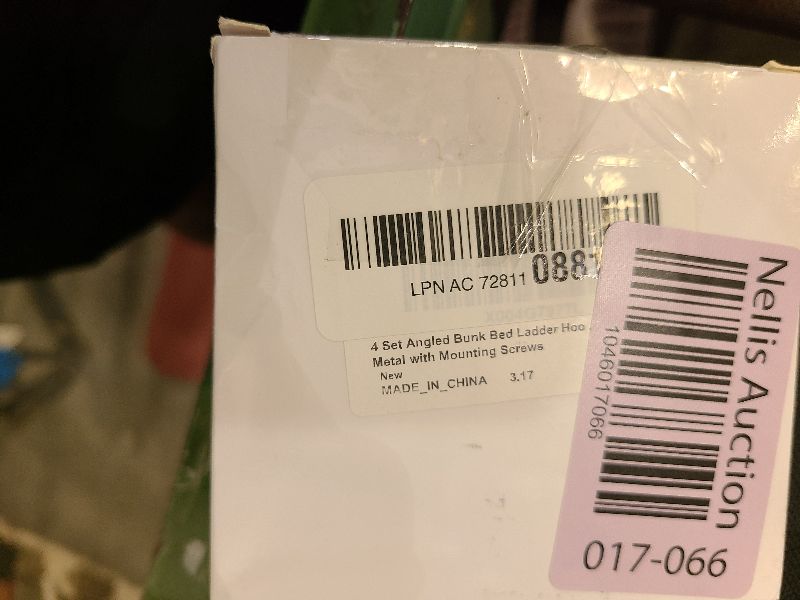 LPN AC 72811 088
4 Set Angled Bunk Bed Ladder Hoo
Metal with Mounting Screws
New
MADE_IN_CHINA 3.17
Nellis Auction
1046017066
017-066